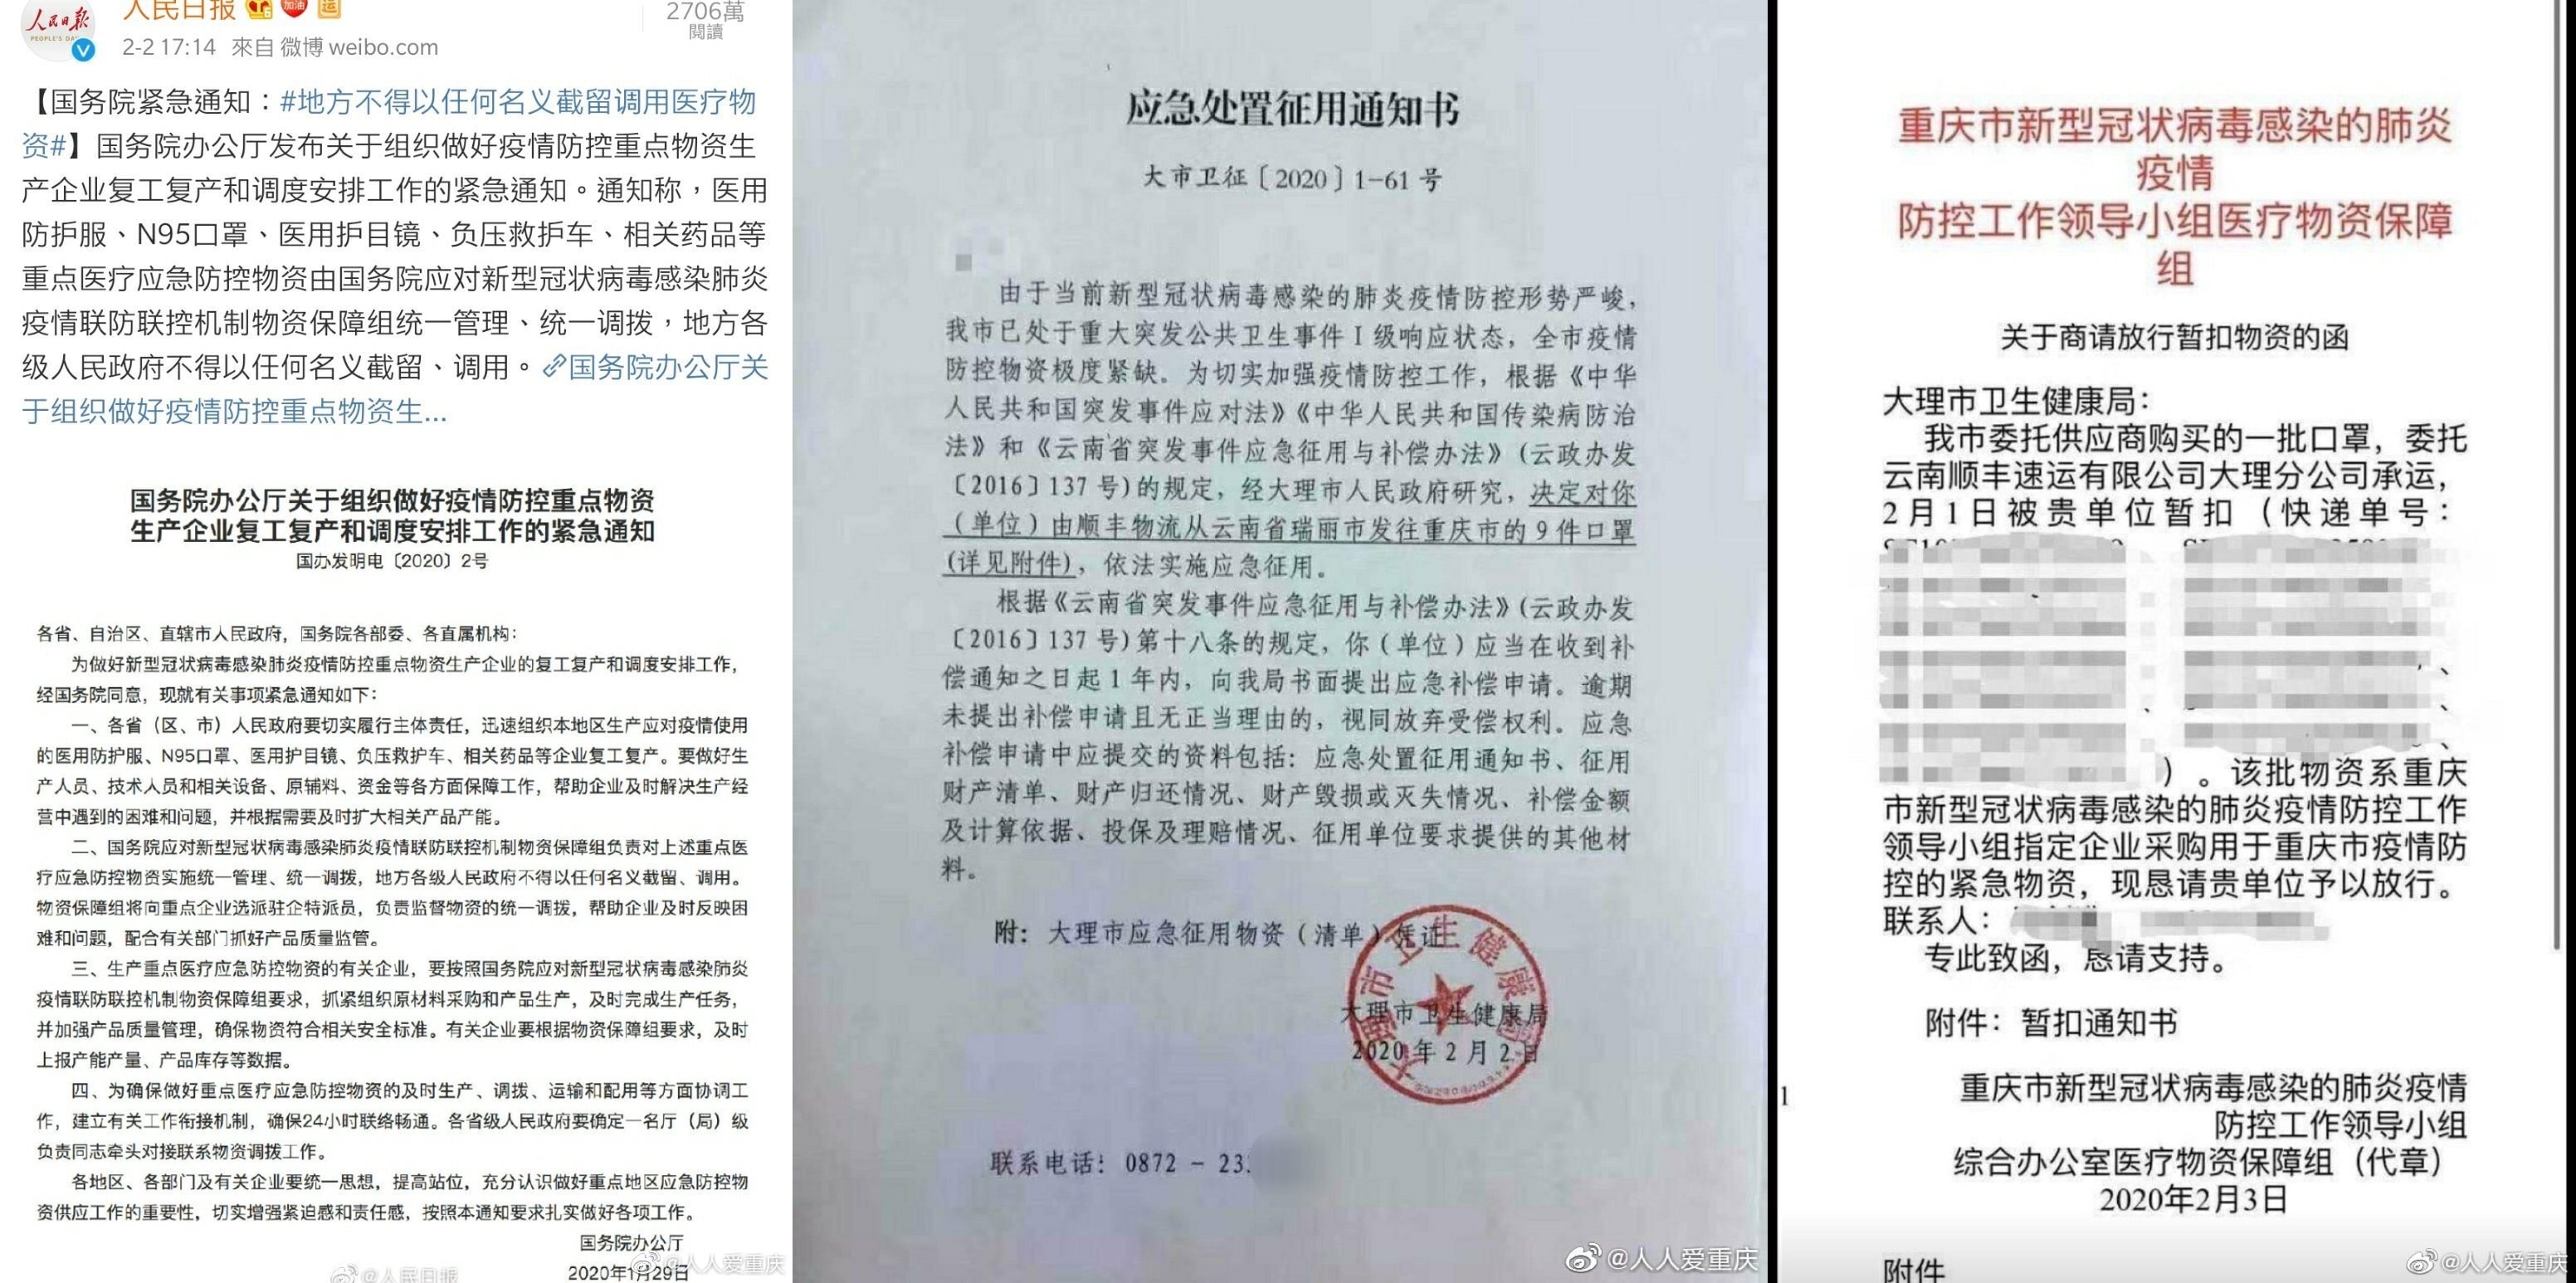 人民日报
PEOPLE'S DA
2-2 17:14 來自 微博 weibo.com
2706萬
閱讀
【国务院紧急通知：#地方不得以任何名义截留调用医疗物
资#】国务院办公厅发布关于组织做好疫情防控重点物资生
产企业复工复产和调度安排工作的紧急通知。通知称，医用
防护服、N95口罩、医用护目镜、负压救护车、相关药品等
重点医疗应急防控物资由国务院应对新型冠状病毒感染肺炎
疫情联防联控机制物资保障组统一管理、统一调拨，地方各
级人民政府不得以任何名义截留、调用。国务院办公厅关
于组织做好疫情防控重点物资生...
国务院办公厅关于组织做好疫情防控重点物资
生产企业复工复产和调度安排工作的紧急通知
国办发明电〔2020〕2号
各省、自治区、直辖市人民政府，国务院各部委、各直属机构：
为做好新型冠状病毒感染肺炎疫情防控重点物资生产企业的复工复产和调度安排工作，
经国务院同意，现就有关事项紧急通知如下：
一、各省（区、市）人民政府要切实履行主体责任，迅速组织本地区生产应对疫情使用
的医用防护服、N95口罩、医用护目镜、负压救护车、相关药品等企业复工复产。要做好生
产人员、技术人员和相关设备、原辅料、资金等各方面保障工作，帮助企业及时解决生产经
营中遇到的困难和问题，并根据需要及时扩大相关产品产能。
二、国务院应对新型冠状病毒感染肺炎疫情联防联控机制物资保障组负责对上述重点医
疗应急防控物资实施统一管理、统一调拨，地方各级人民政府不得以任何名义截留、调用。
物资保障组将向重点企业选派驻企特派员，负责监督物资的统一调拨，帮助企业及时反映困
难和问题，配合有关部门抓好产品质量监管。
三、生产重点医疗应急防控物资的有关企业，要按照国务院应对新型冠状病毒感染肺炎
疫情联防联控机制物资保障组要求，抓紧组织原材料采购和产品生产，及时完成生产任务，
并加强产品质量管理，确保物资符合相关安全标准。有关企业要根据物资保障组要求，及时
上报产能产量、产品库存等数据。
四、为确保做好重点医疗应急防控物资的及时生产、调拨、运输和配用等方面协调工
作，建立有关工作衔接机制，确保24小时联络畅通。各省级人民政府要确定一名厅（局）级
负责同志牵头对接联系物资调拨工作。
各地区、各部门及有关企业要统一思想，提高站位，充分认识做好重点地区应急防控物
资供应工作的重要性，切实增强紧迫感和责任感，按照本通知要求扎实做好各项工作。
国务院办公厅
2020年1月29日
@人民日报
@人人爱重庆
应急处置征用通知书
大市卫征〔2020〕1-61 号
由于当前新型冠状病毒感染的肺炎疫情防控形势严峻，
我市已处于重大突发公共卫生事件Ⅰ级响应状态，全市疫情
防控物资极度紧缺。为切实加强疫情防控工作，根据《中华
人民共和国突发事件应对法》《中华人民共和国传染病防治
法》和《云南省突发事件应急征用与补偿办法》(云政办发
〔2016〕137 号)的规定，经大理市人民政府研究，决定对你
（单位）由顺丰物流从云南省瑞丽市发往重庆市的 9 件口罩
(详见附件)，依法实施应急征用。
根据《云南省突发事件应急征用与补偿办法》(云政办发
〔2016〕137 号)第十八条的规定，你（单位）应当在收到补
偿通知之日起 1 年内，向我局书面提出应急补偿申请。逾期
未提出补偿申请且无正当理由的，视同放弃受偿权利。应急
补偿申请中应提交的资料包括：应急处置征用通知书、征用
财产清单、财产归还情况、财产毁损或灭失情况、补偿金额
及计算依据、投保及理赔情况、征用单位要求提供的其他材
料。
附：大理市应急征用物资（清单）凭证
大理市卫生健康局
大理市卫生健康局
2020 年 2 月 2 日
联系电话：0872 - 23
@人人爱重庆
重庆市新型冠状病毒感染的肺炎
疫情
防控工作领导小组医疗物资保障
组
关于商请放行暂扣物资的函
大理市卫生健康局：
我市委托供应商购买的一批口罩，委托
云南顺丰速运有限公司大理分公司承运，
2月1日被贵单位暂扣（快递单号：
）。该批物资系重庆
市新型冠状病毒感染的肺炎疫情防控工作
领导小组指定企业采购用于重庆市疫情防
控的紧急物资，现恳请贵单位予以放行。
联系人：
专此致函，恳请支持。
附件：暂扣通知书
1
重庆市新型冠状病毒感染的肺炎疫情
防控工作领导小组
综合办公室医疗物资保障组（代章）
2020年2月3日
附件
@人人爱重庆